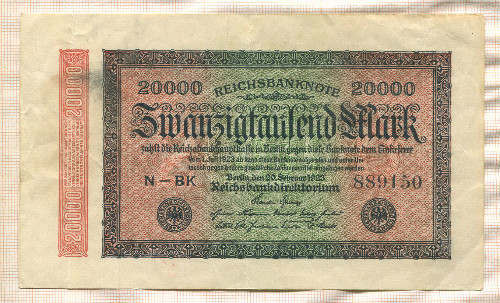 20000 REICHSBANKNOTE 20000
Zwanzigtausend Mark
zahlt die Reichsbankhauptkasse in Berlin gegen diese Banknote dem Einlieferer
Vom 1. Juli 1923 ab kann diese Banknote aufgerufen und unter Um-
tausch gegen andere gesetzliche Zahlungsmittel eingezogen werden
Berlin, den 20. Februar 1923
N-BK Reichsbankdirektorium 889150
20000 20000